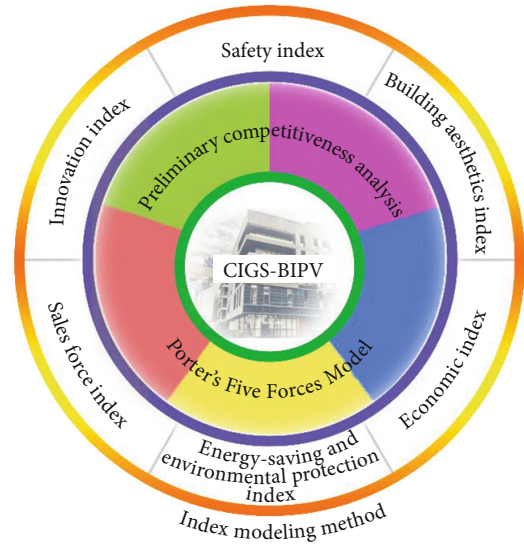 Safety index
Building aesthetics index
Innovation index
Preliminary competitiveness analysis
CIGS-BIPV
Porter's Five Forces Model
Sales force index
Economic index
Energy-saving and
environmental protection
index
Index modeling method